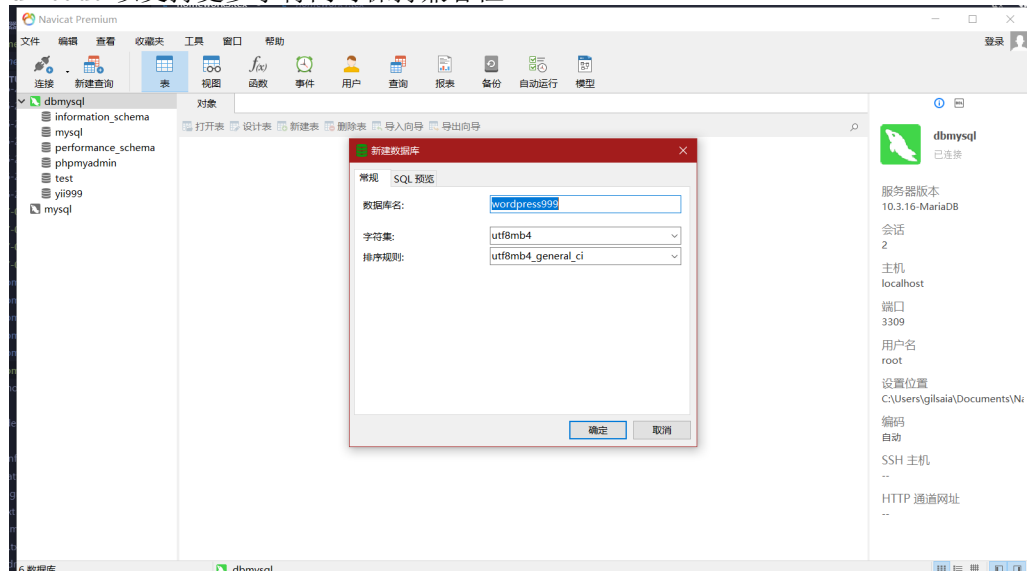 Navicat Premium
文件 编辑 查看 收藏夹 工具 窗口 帮助 登录
连接 新建查询 表 视图 函数 事件 用户 查询 报表 备份 自动运行 模型
dbmysql
information_schema
mysql
performance_schema
phpmyadmin
test
yii999
mysql
对象
打开表 设计表 新建表 删除表 导入向导 导出向导
新建数据库
常规 SQL 预览
数据库名: wordpress999
字符集: utf8mb4
排序规则: utf8mb4_general_ci
确定 取消
dbmysql
已连接
服务器版本
10.3.16-MariaDB
会话
2
主机
localhost
端口
3309
用户名
root
设置位置
C:\Users\gilsaia\Documents\Na
编码
自动
SSH 主机
--
HTTP 通道网址
--
6 数据库 dbmysql